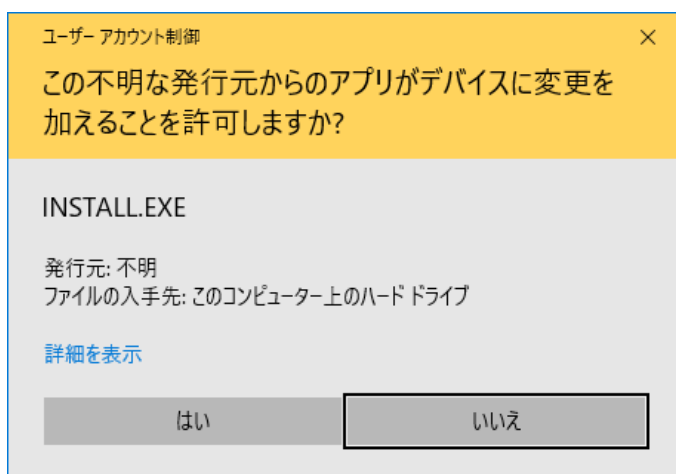 ユーザー アカウント制御
この不明な発行元からのアプリがデバイスに変更を
加えることを許可しますか?
INSTALL.EXE
発行元: 不明
ファイルの入手先: このコンピューター上のハード ドライブ
詳細を表示
はい
いいえ